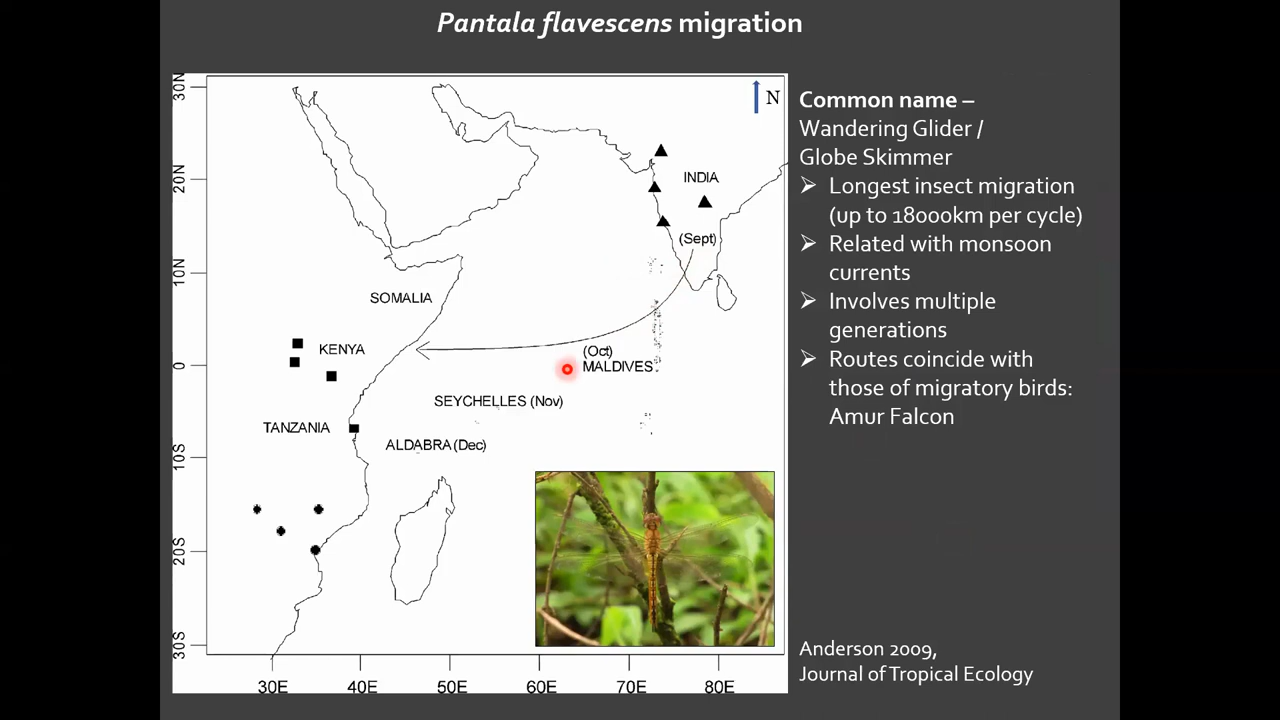 Pantala flavescens migration
30N
20N
10N
0
10S
20S
30S
N
INDIA
(Sept)
SOMALIA
KENYA
(Oct)
MALDIVES
SEYCHELLES (Nov)
TANZANIA
ALDABRA (Dec)
30E 40E 50E 60E 70E 80E
Common name –
Wandering Glider /
Globe Skimmer
➢ Longest insect migration
(up to 18000km per cycle)
➢ Related with monsoon
currents
➢ Involves multiple
generations
➢ Routes coincide with
those of migratory birds:
Amur Falcon
Anderson 2009,
Journal of Tropical Ecology